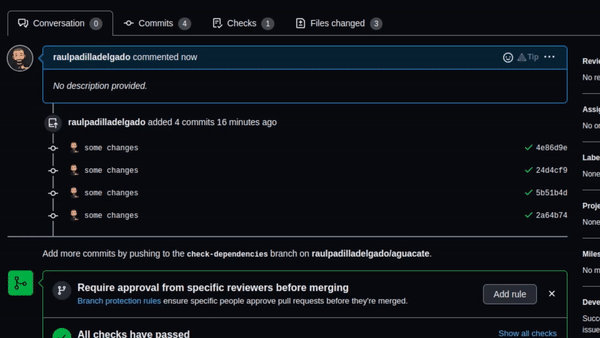 Conversation 0 Commits 4 Checks 1 Files changed 3
raulpadilladelgado commented now Tip
No description provided.
raulpadilladelgado added 4 commits 16 minutes ago
some changes 4e86d9e
some changes 24d4cf9
some changes 5b51b4d
some changes 2a64b74
Add more commits by pushing to the check-dependencies branch on raulpadilladelgado/aguacate.
Require approval from specific reviewers before merging
Branch protection rules ensure specific people approve pull requests before they're merged.
Add rule
All checks have passed
Show all checks
Revie
No re
Assig
No or
Labe
None
Proje
None
Miles
No m
Deve
Succe
issue